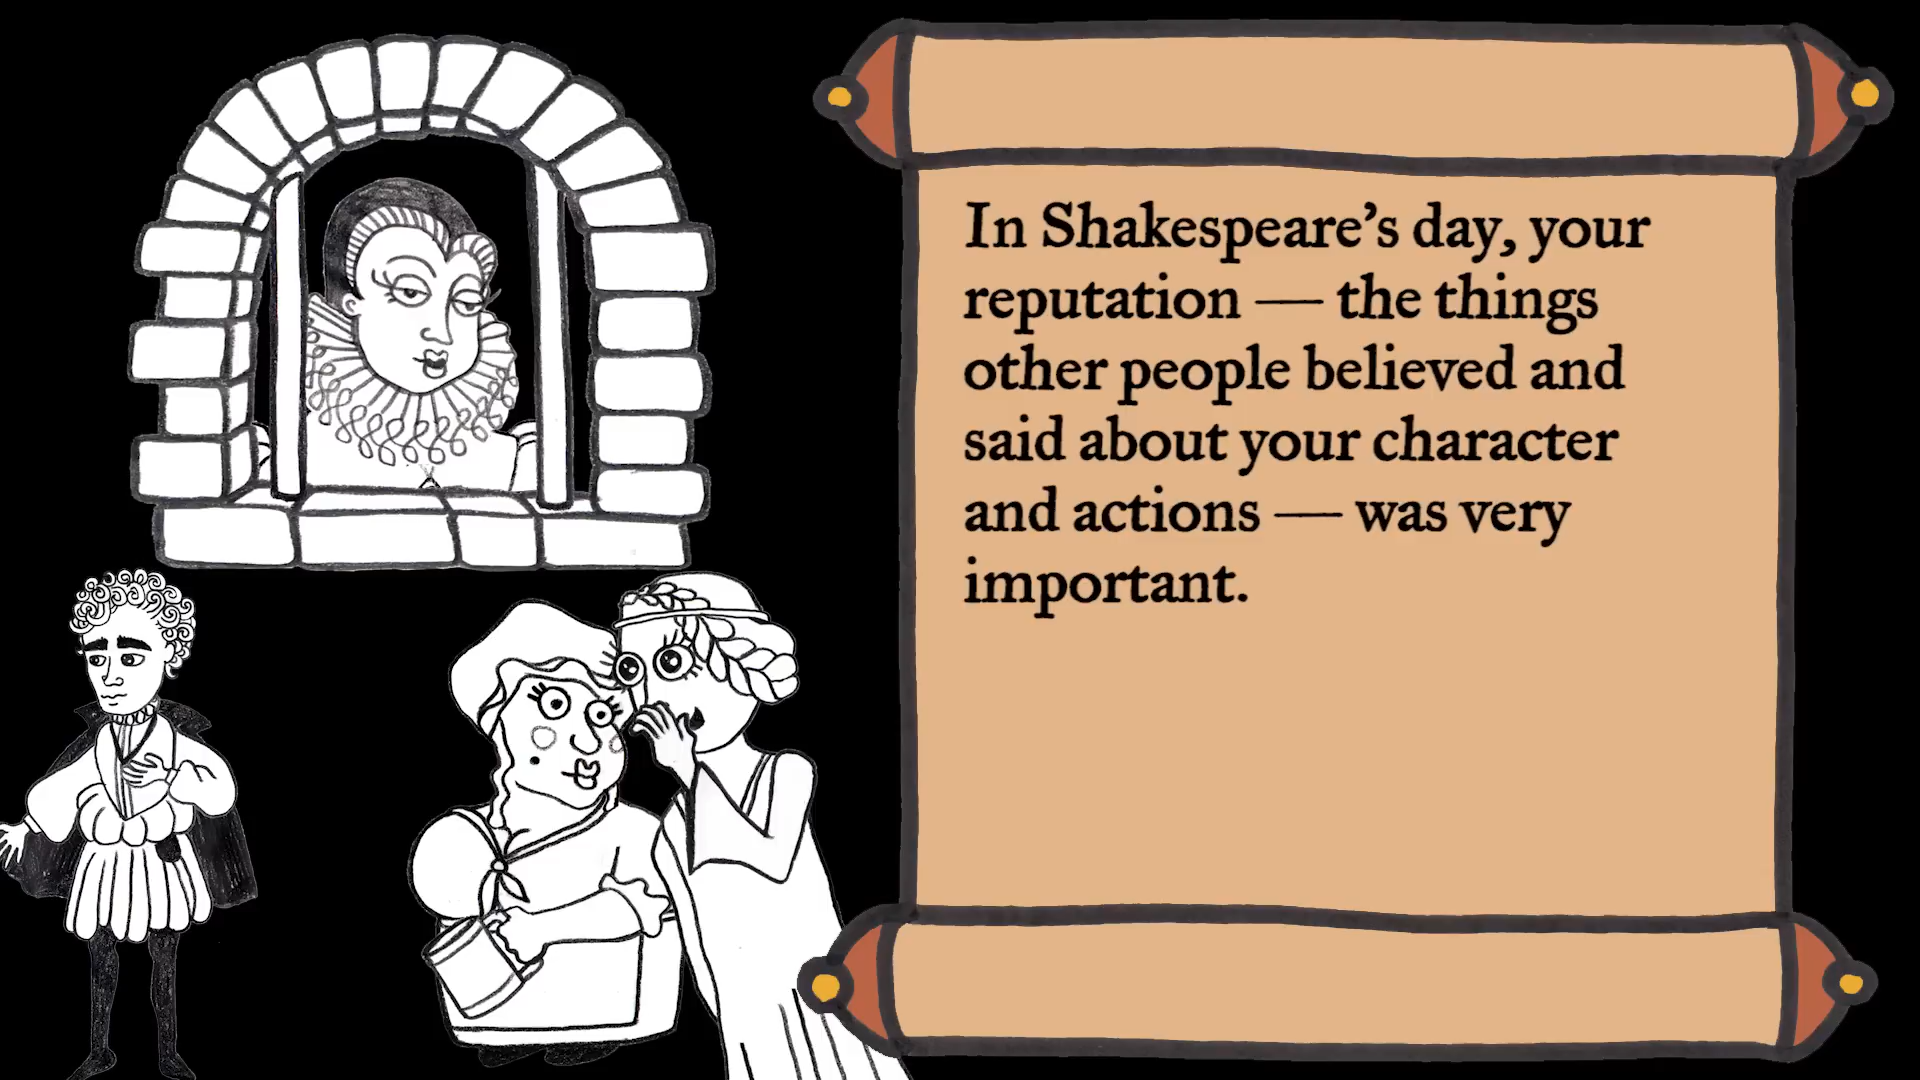 In Shakespeare’s day, your
reputation — the things
other people believed and
said about your character
and actions — was very
important.